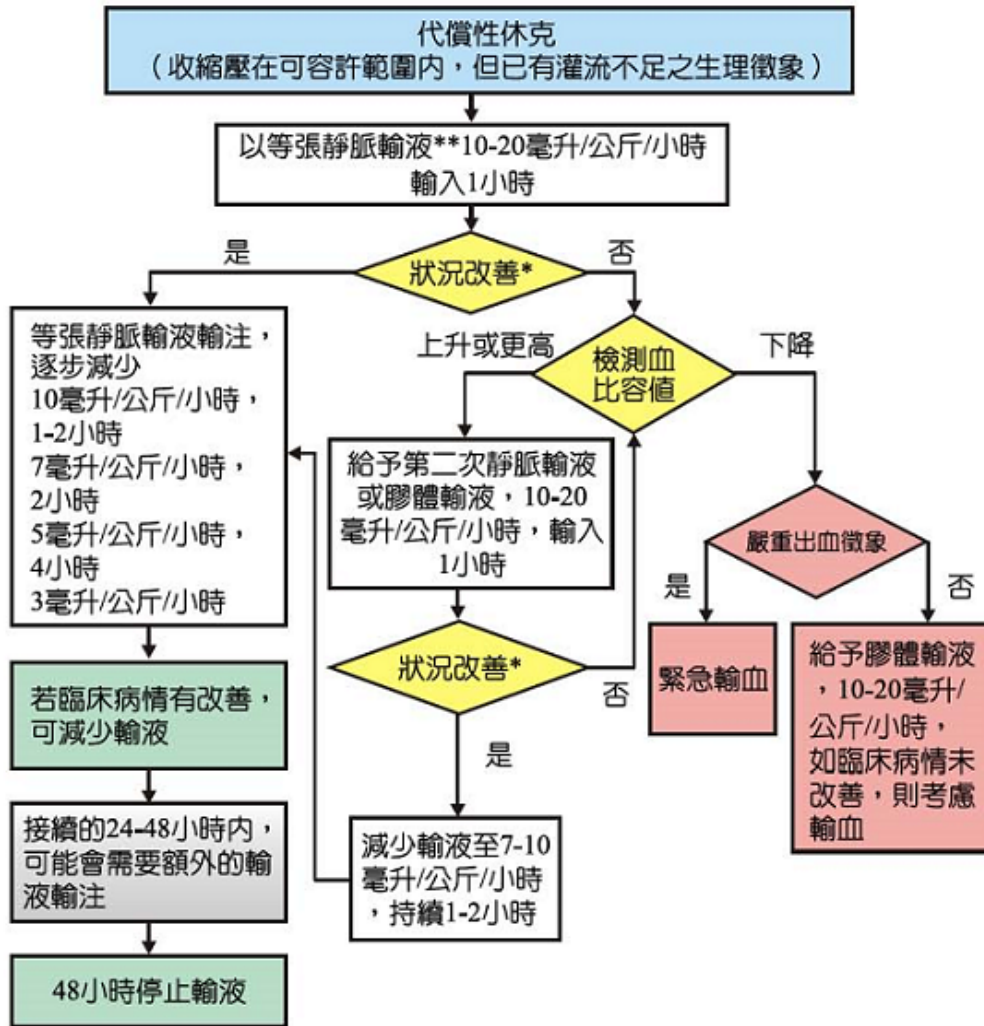 代償性休克
（收縮壓在可容許範圍內，但已有灌流不足之生理徵象）
以等張靜脈輸液**10-20毫升/公斤/小時
輸入1小時
是
狀況改善*
否
等張靜脈輸液輸注，
逐步減少
10毫升/公斤/小時，
1-2小時
7毫升/公斤/小時，
2小時
5毫升/公斤/小時，
4小時
3毫升/公斤/小時
上升或更高
檢測血
比容值
下降
給予第二次靜脈輸液
或膠體輸液，10-20
毫升/公斤/小時，輸入
1小時
嚴重出血徵象
是
否
狀況改善*
否
是
緊急輸血
給予膠體輸液
，10-20毫升/
公斤/小時，
如臨床病情未
改善，則考慮
輸血
若臨床病情有改善，
可減少輸液
減少輸液至7-10
毫升/公斤/小時
，持續1-2小時
接續的24-48小時內，
可能會需要額外的輸
液輸注
48小時停止輸液